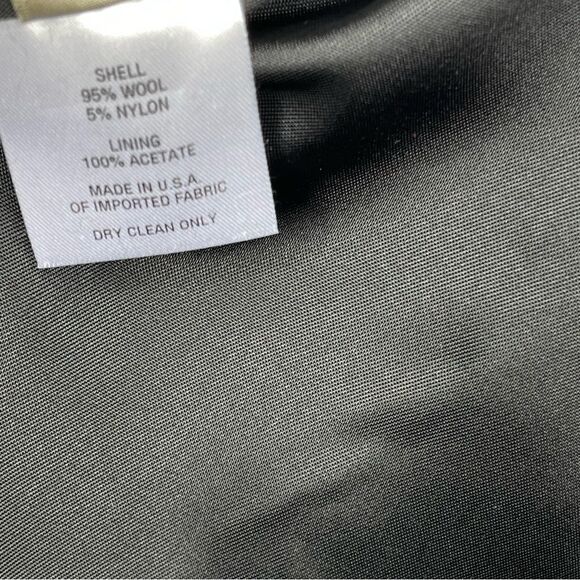 SHELL
95% WOOL
5% NYLON
LINING
100% ACETATE
MADE IN U.S.A.
OF IMPORTED FABRIC
DRY CLEAN ONLY